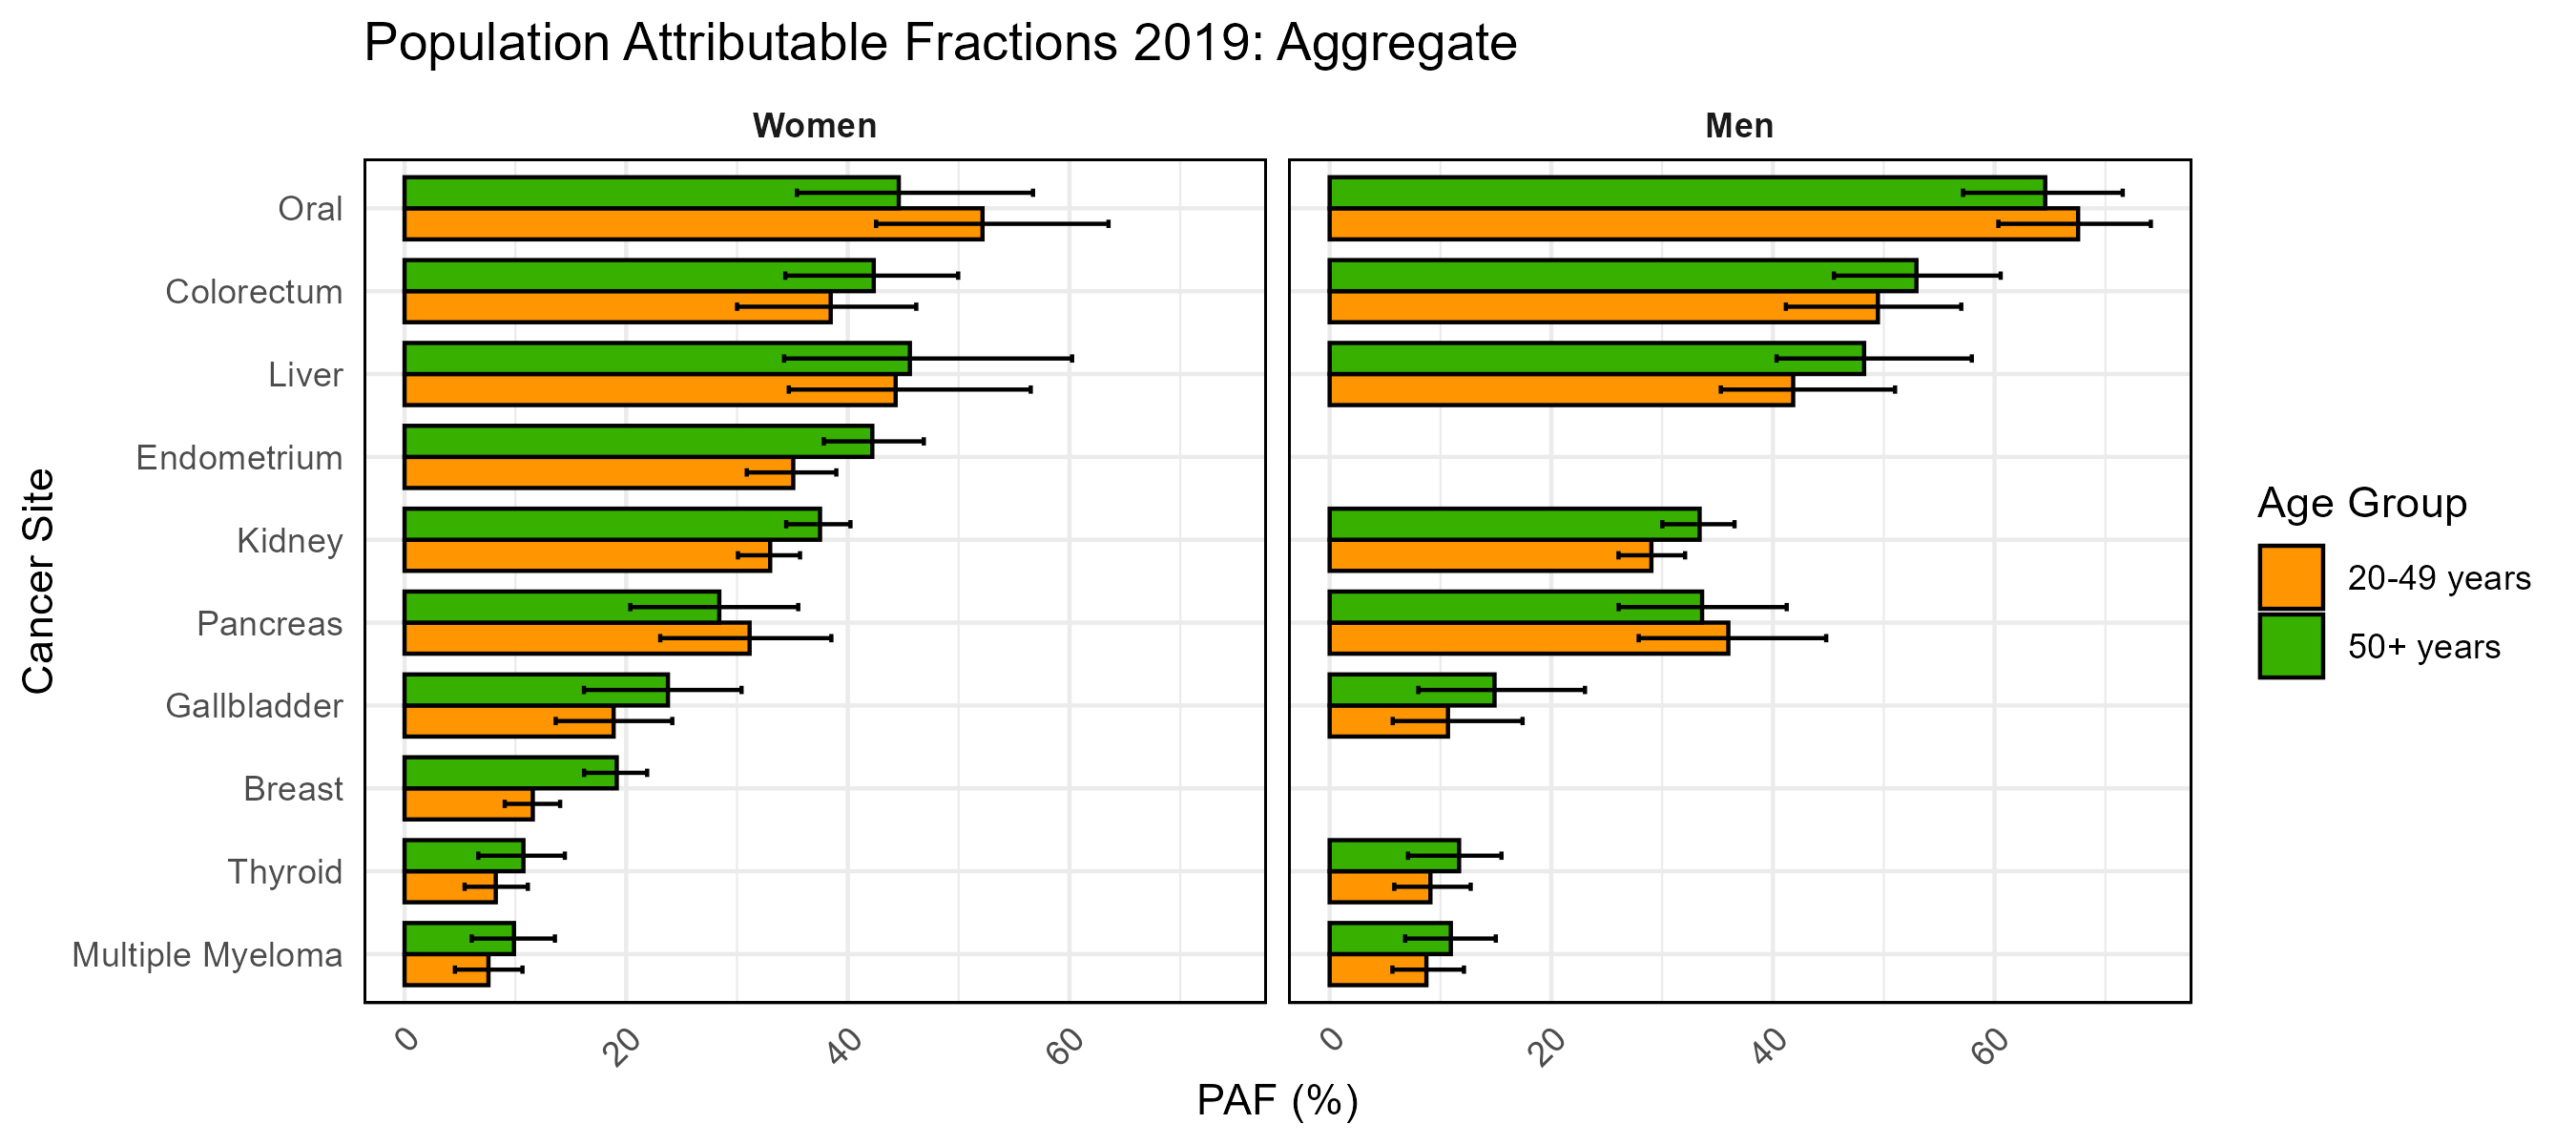 Population Attributable Fractions 2019: Aggregate
Women
Men
Cancer Site
Oral
Colorectum
Liver
Endometrium
Kidney
Pancreas
Gallbladder
Breast
Thyroid
Multiple Myeloma
0
20
40
60
0
20
40
60
PAF (%)
Age Group
20-49 years
50+ years